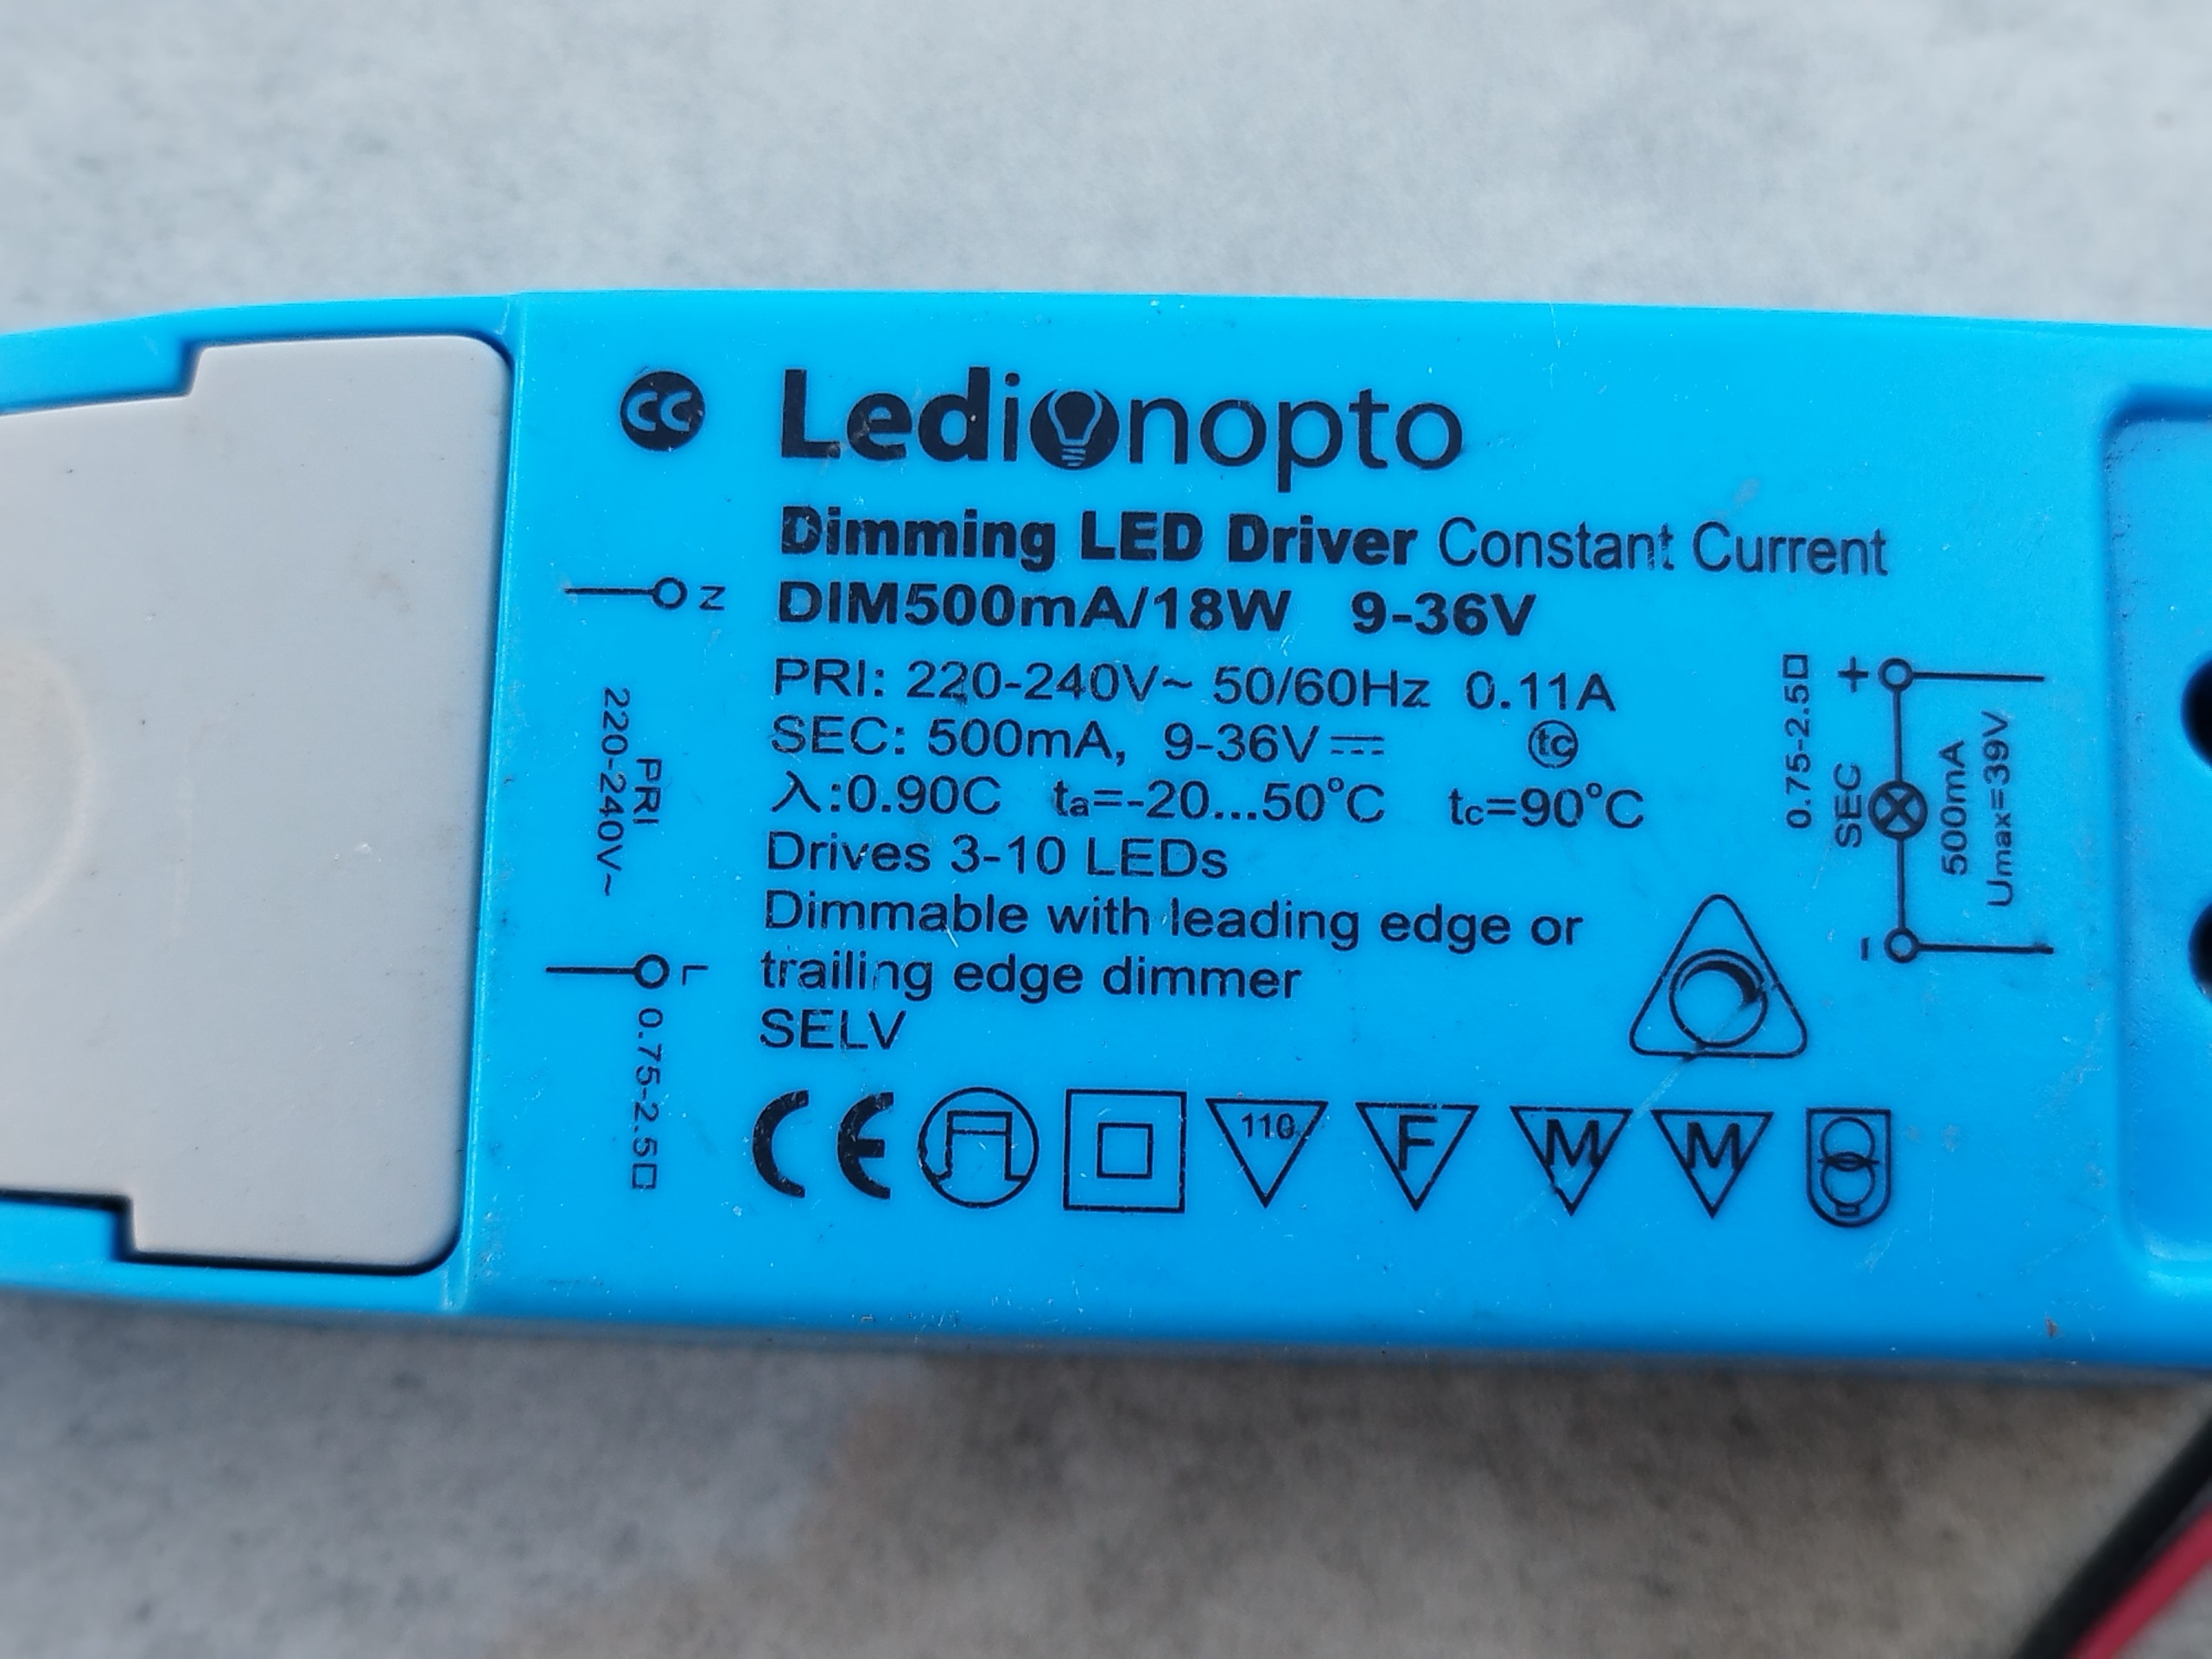 CC Ledionopto
Dimming LED Driver Constant Current
DIM500mA/18W 9-36V
PRI: 220-240V~ 50/60Hz 0.11A
SEC: 500mA, 9-36V⎓
tc
λ:0.90C ta=-20...50°C tc=90°C
Drives 3-10 LEDs
Dimmable with leading edge or
trailing edge dimmer
SELV
CE 110 F M M
N
PRI
220-240V~
L
0.75-2.5□
0.75-2.5□
+
SEC
-
500mA
Umax=39V